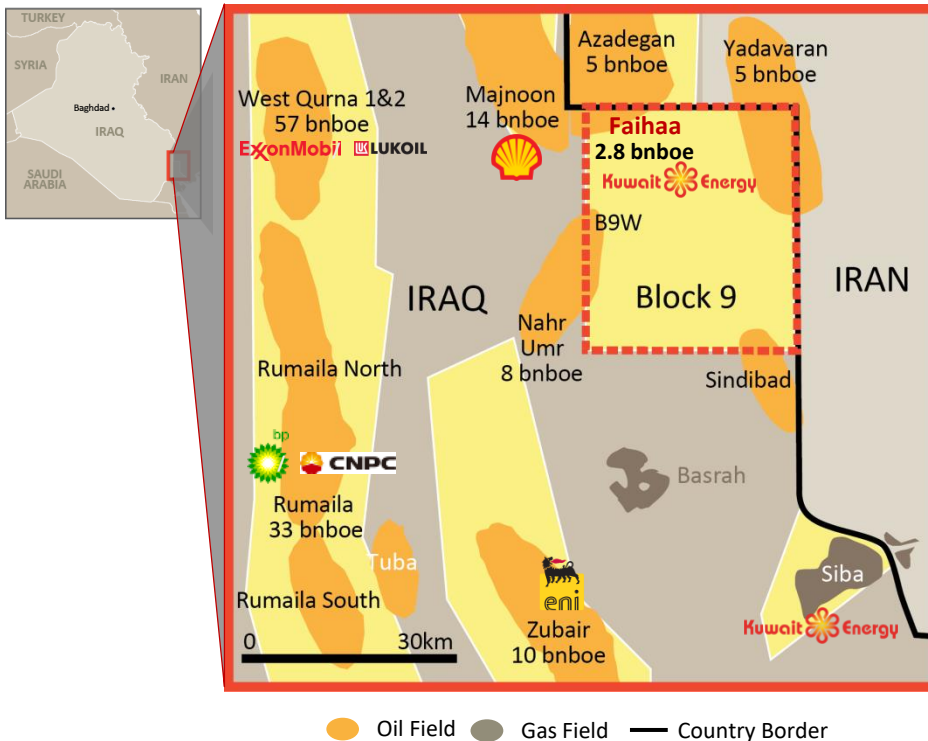 TURKEY
SYRIA
IRAN
Baghdad
IRAQ
SAUDI
ARABIA
Azadegan
5 bnboe
Yadavaran
5 bnboe
West Qurna 1&2
57 bnboe
ExxonMobil LUKOIL
Majnoon
14 bnboe
Faihaa
2.8 bnboe
Kuwait Energy
B9W
IRAQ
Block 9
IRAN
Nahr
Umr
8 bnboe
Rumaila North
Sindibad
bp
CNPC
Basrah
Rumaila
33 bnboe
Tuba
Siba
Rumaila South
eni
Kuwait Energy
Zubair
10 bnboe
0 30km
Oil Field Gas Field Country Border